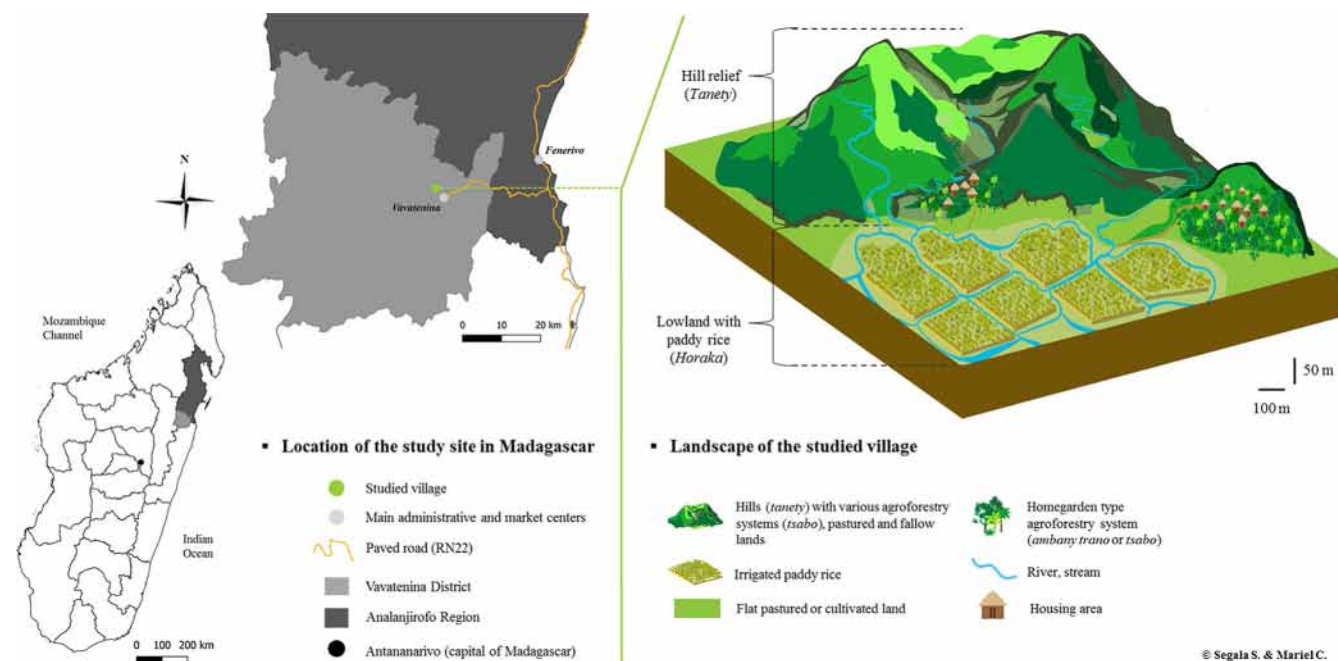 N
Mozambique
Channel
Indian
Ocean
0 100 200 km
Fenerivo
Vavatenina
0 10 20 km
▪ Location of the study site in Madagascar
Studied village
Main administrative and market centers
Paved road (RN22)
Vavatenina District
Analanjirofo Region
Antananarivo (capital of Madagascar)
Hill relief
(Tanety)
Lowland with
paddy rice
(Horaka)
50 m
100 m
▪ Landscape of the studied village
Hills (tanety) with various agroforestry
systems (tsabo), pastured and fallow
lands
Irrigated paddy rice
Flat pastured or cultivated land
Homegarden type
agroforestry system
(ambany trano or tsabo)
River, stream
Housing area
© Segala S. & Mariel C.